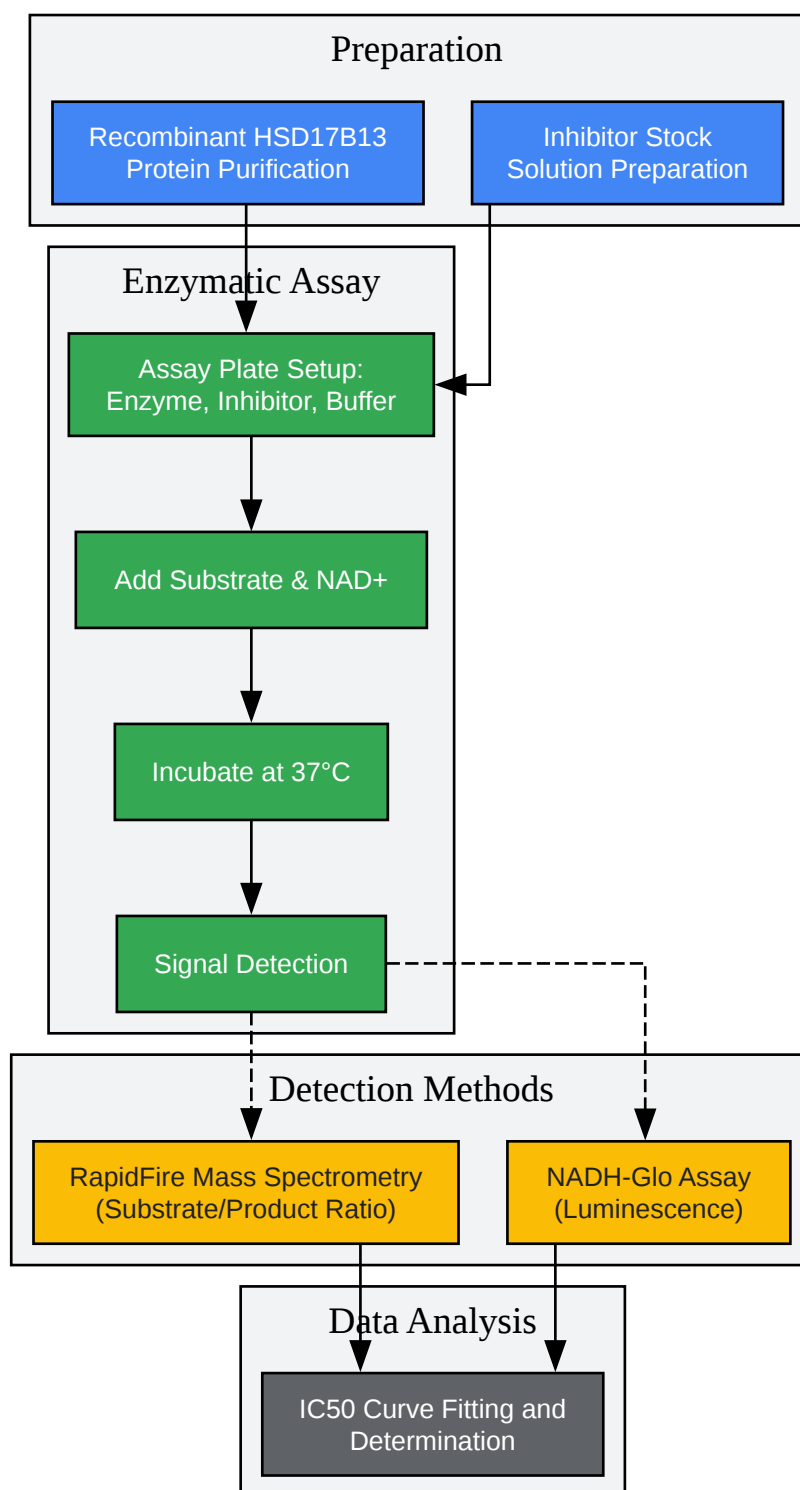 Preparation
Recombinant HSD17B13
Protein Purification
Inhibitor Stock
Solution Preparation
Enzymatic Assay
Assay Plate Setup:
Enzyme, Inhibitor, Buffer
Add Substrate & NAD+
Incubate at 37°C
Signal Detection
Detection Methods
RapidFire Mass Spectrometry
(Substrate/Product Ratio)
NADH-Glo Assay
(Luminescence)
Data Analysis
IC50 Curve Fitting and
Determination